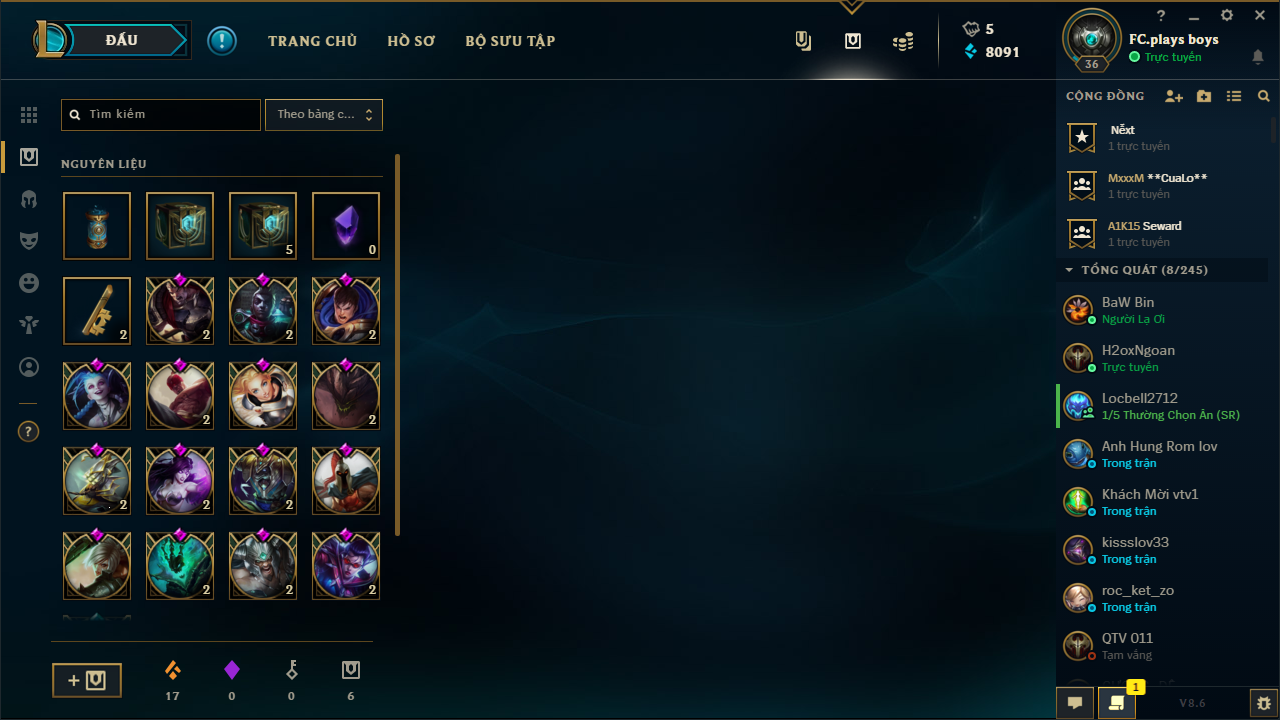 ĐẤU
TRANG CHỦ
HỒ SƠ
BỘ SƯU TẬP
5
8091
36
?
FC.plays boys
Trực tuyến
Tìm kiếm
Theo bảng c...
NGUYÊN LIỆU
5
0
2
2
2
2
2
2
2
2
2
2
2
2
?
17
0
0
6
CỘNG ĐỒNG
Nễxt
1 trực tuyến
MxxxM **CuaLo**
1 trực tuyến
A1K15 Seward
1 trực tuyến
TỔNG QUÁT (8/245)
BaW Bin
Người Lạ Ơi
H2oxNgoan
Trực tuyến
Locbell2712
1/5 Thường Chọn Ẩn (SR)
Anh Hung Rom lov
Trong trận
Khách Mời vtv1
Trong trận
kissslov33
Trong trận
roc_ket_zo
Trong trận
QTV 011
Tạm vắng
1
V8.6